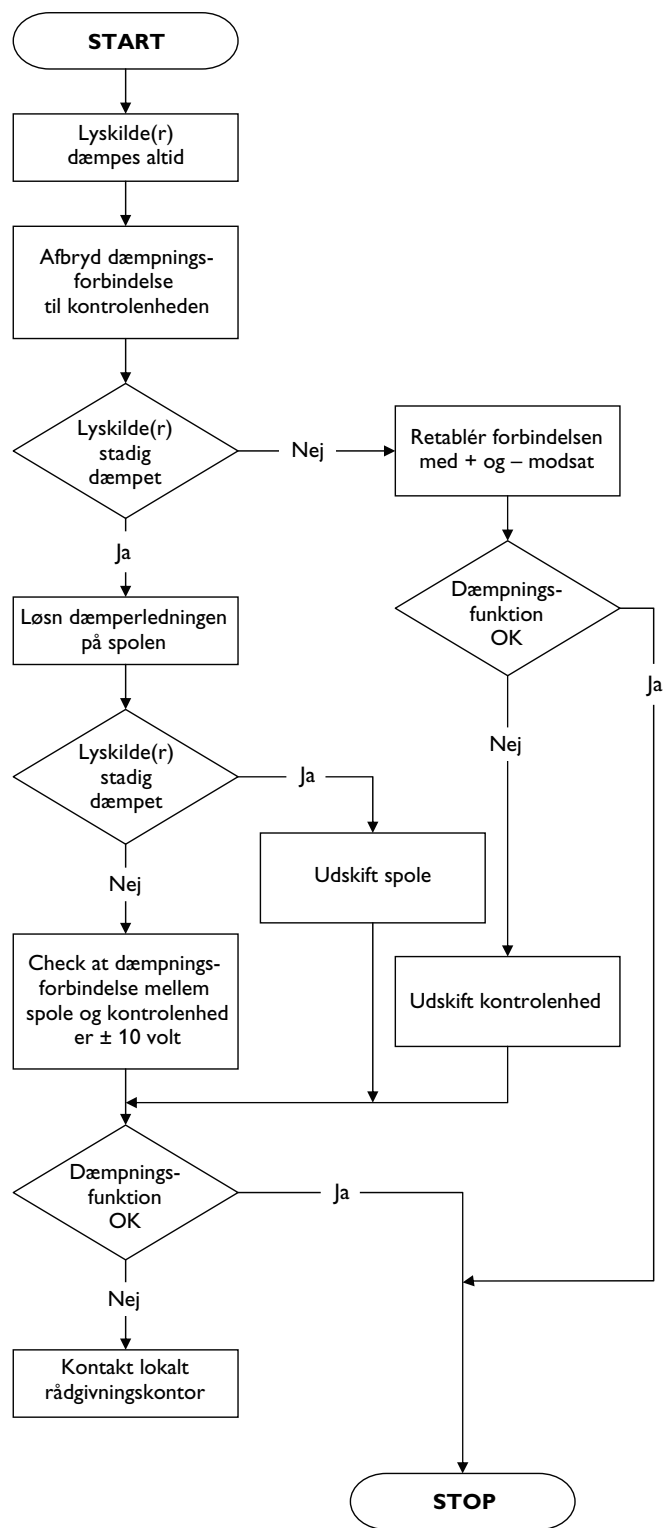 START
Lyskilde(r)
dæmpes altid
Afbryd dæmpnings-
forbindelse
til kontrolenheden
Lyskilde(r)
stadig
dæmpet
Nej
Retablér forbindelsen
med + og – modsat
Ja
Dæmpnings-
funktion
OK
Løsn dæmperledningen
på spolen
Ja
Nej
Lyskilde(r)
stadig
dæmpet
Ja
Udskift spole
Nej
Check at dæmpnings-
forbindelse mellem
spole og kontrolenhed
er ± 10 volt
Udskift kontrolenhed
Dæmpnings-
funktion
OK
Ja
Nej
Kontakt lokalt
rådgivningskontor
STOP